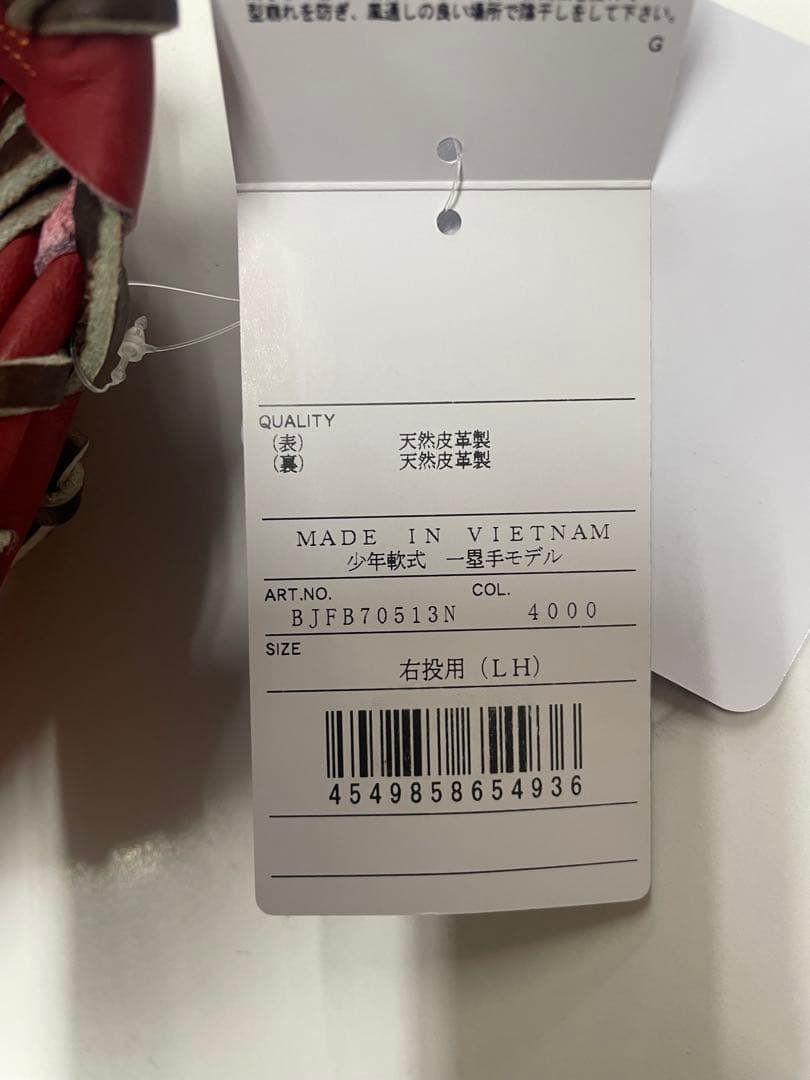 型崩れを防ぎ、風通しの良い場所で陰干しをして下さい。
G
QUALITY
（表） 天然皮革製
（裏） 天然皮革製
MADE IN VIETNAM
少年軟式 一塁手モデル
ART.NO. COL.
BJFB70513N 4000
SIZE
右投用（LH）
4549858654936